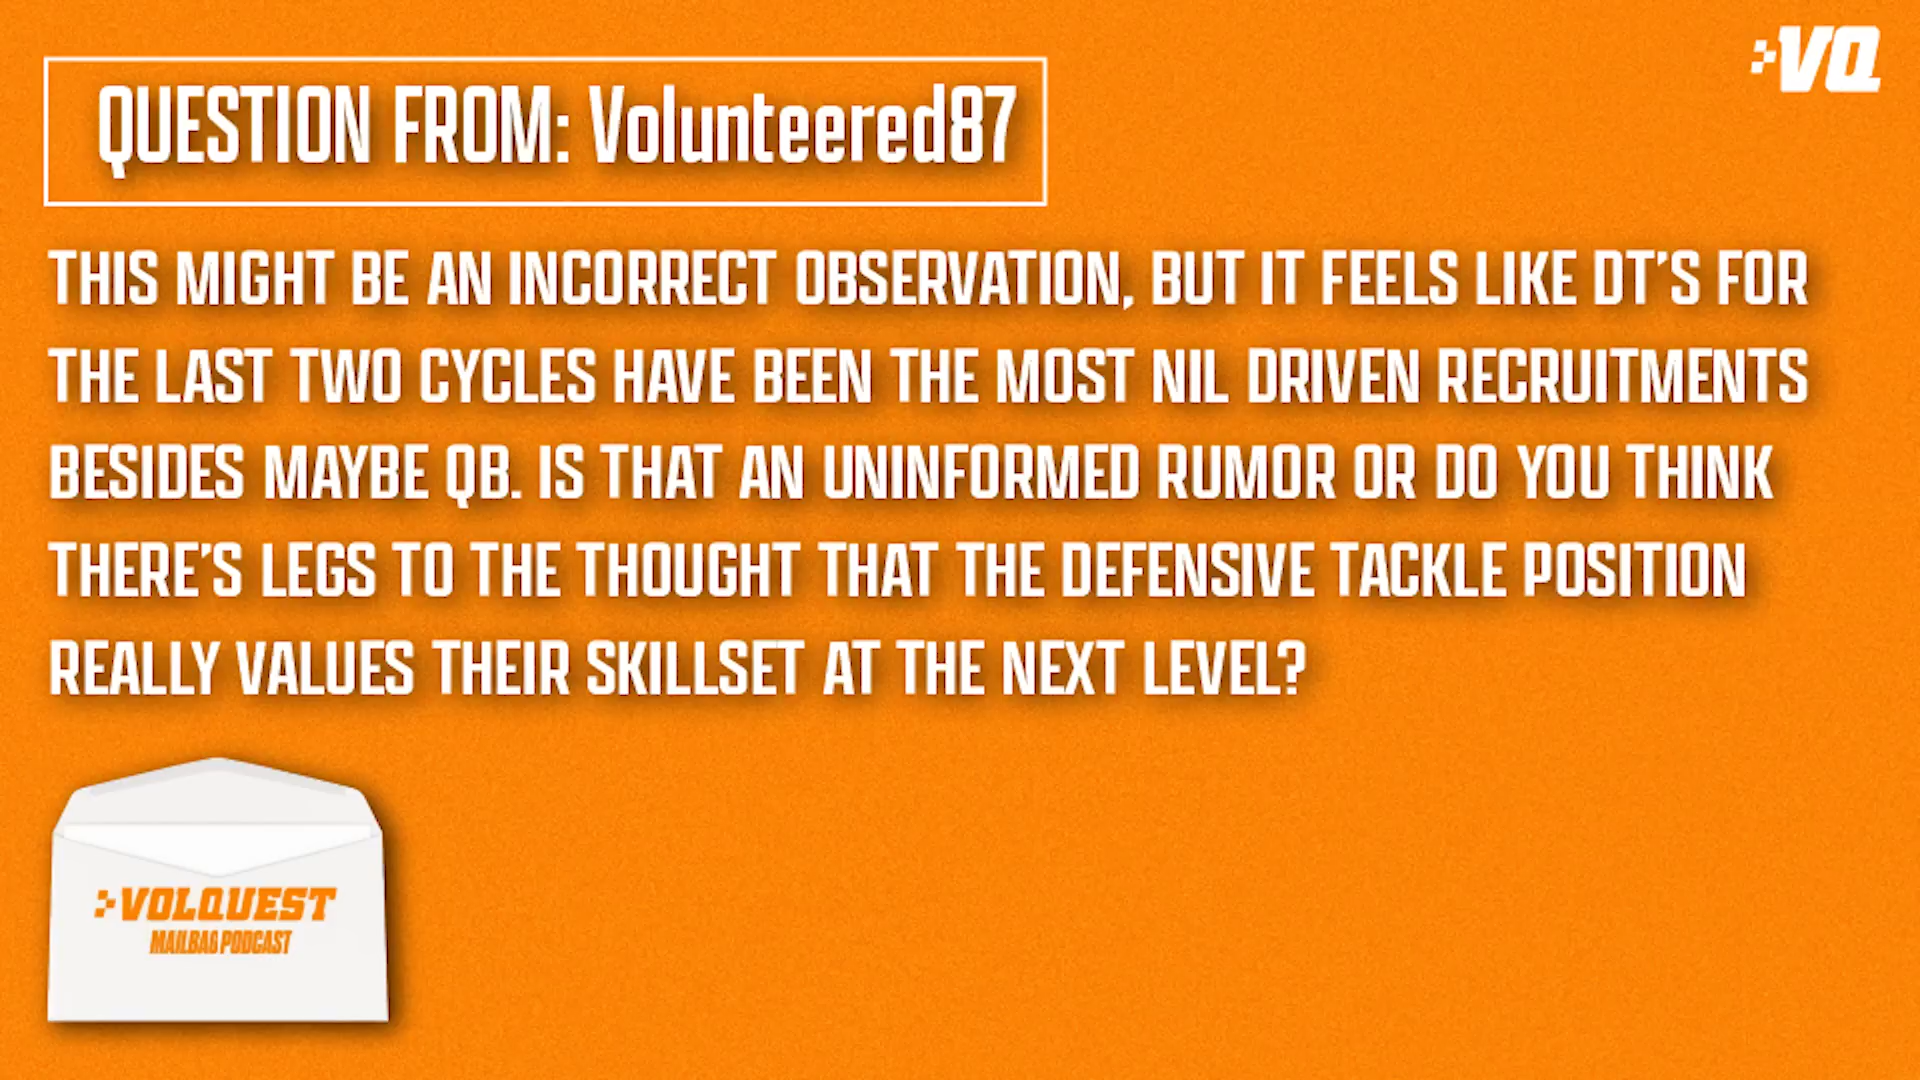 VQ
QUESTION FROM: Volunteered87
THIS MIGHT BE AN INCORRECT OBSERVATION, BUT IT FEELS LIKE DT'S FOR
THE LAST TWO CYCLES HAVE BEEN THE MOST NIL DRIVEN RECRUITMENTS
BESIDES MAYBE QB. IS THAT AN UNINFORMED RUMOR OR DO YOU THINK
THERE'S LEGS TO THE THOUGHT THAT THE DEFENSIVE TACKLE POSITION
REALLY VALUES THEIR SKILLSET AT THE NEXT LEVEL?
VOLQUEST
MAILBAG PODCAST